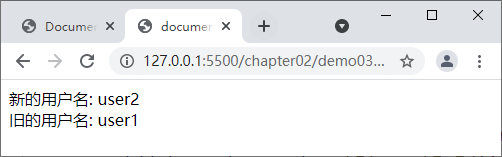 Documen
documen
127.0.0.1:5500/chapter02/demo03...
新的用户名: user2
旧的用户名: user1